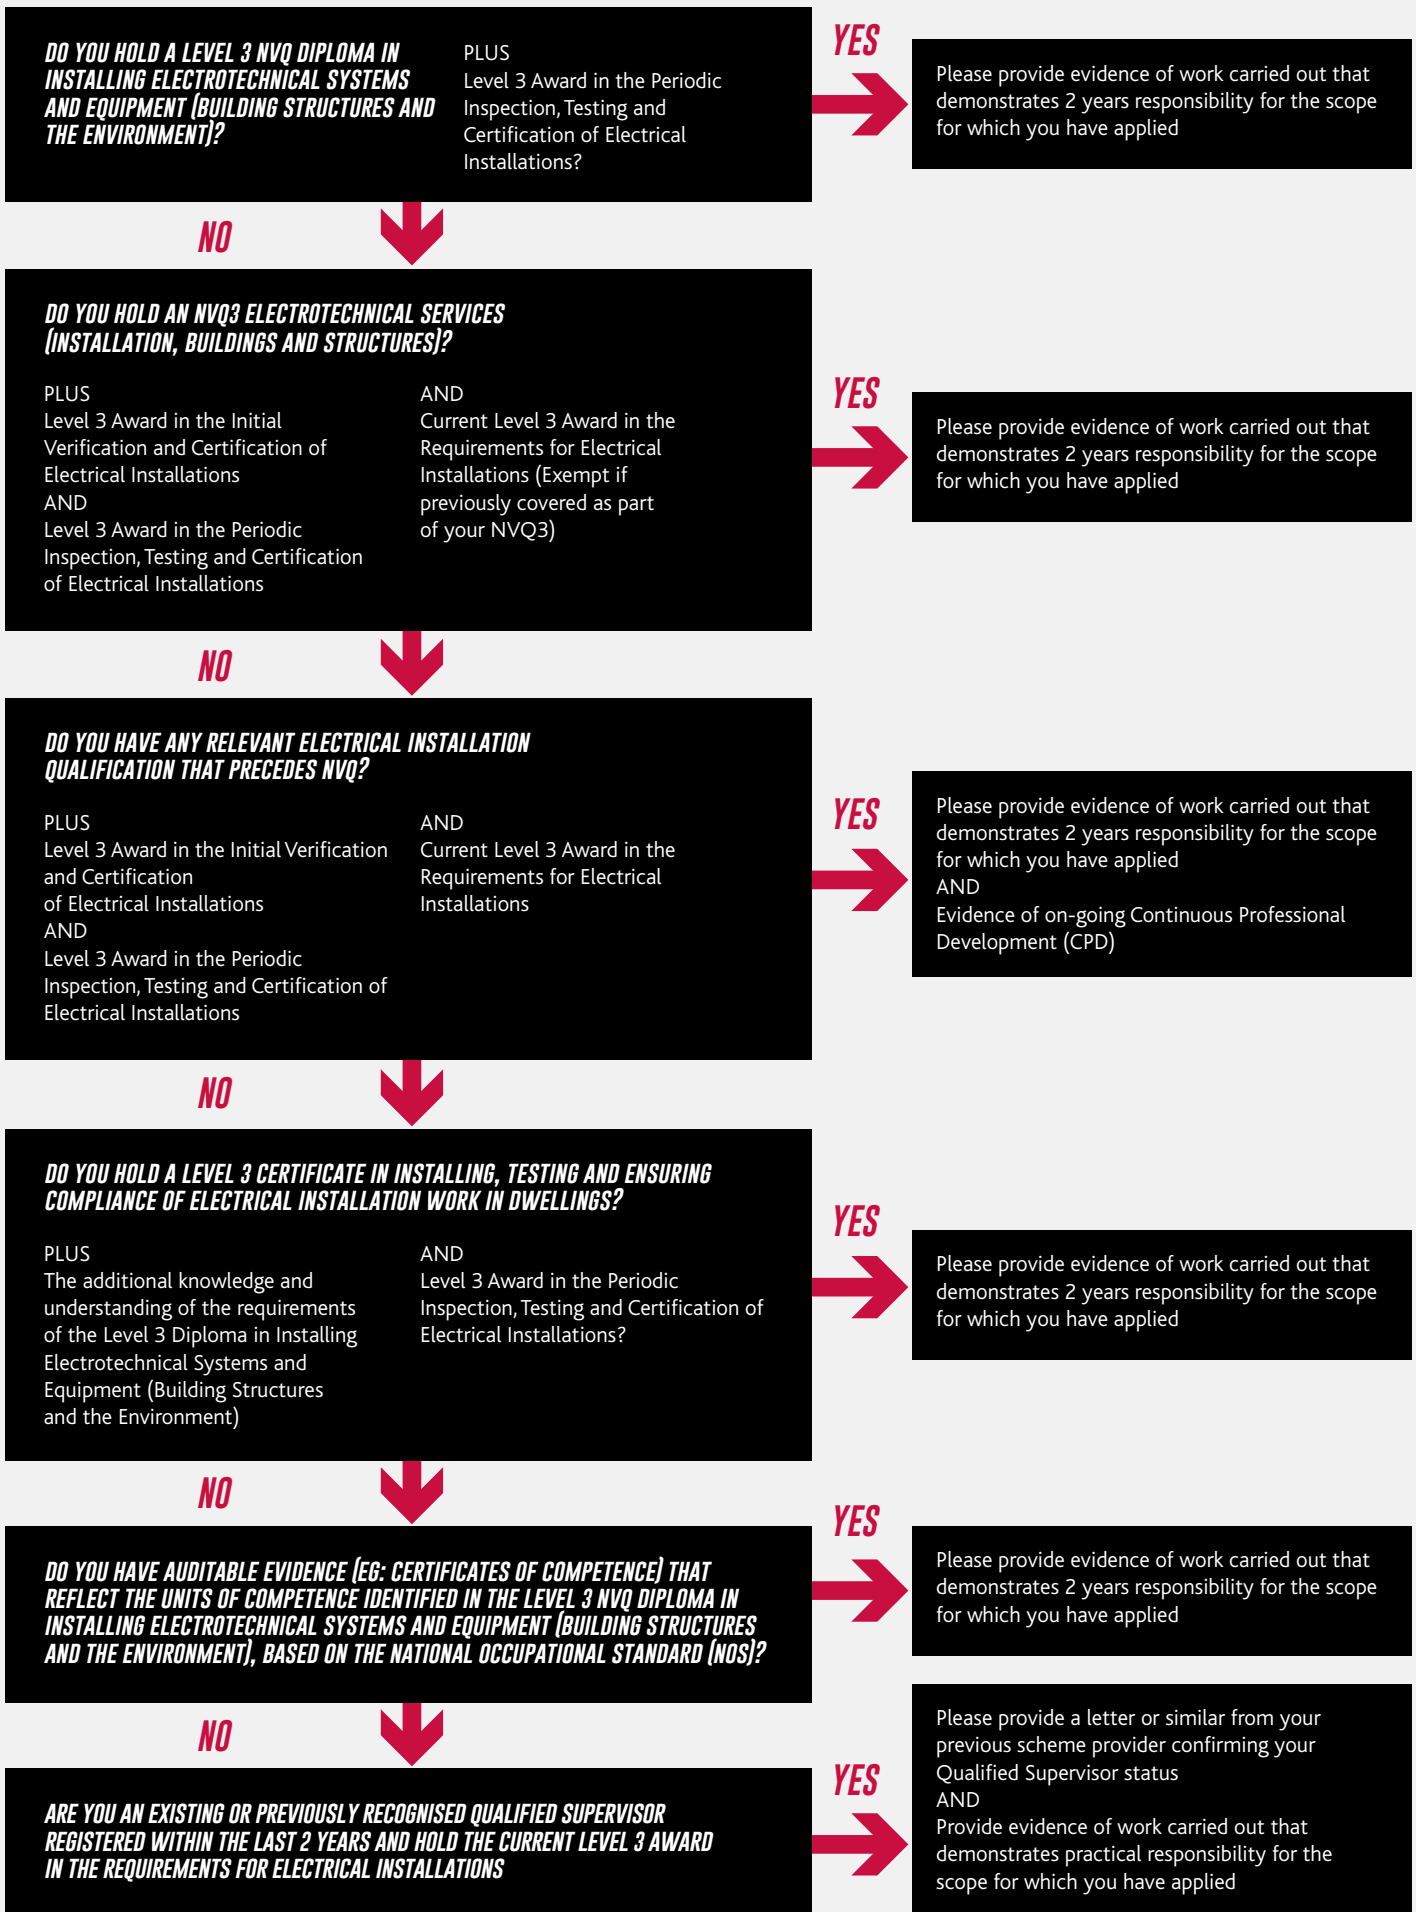 DO YOU HOLD A LEVEL 3 NVQ DIPLOMA IN
INSTALLING ELECTROTECHNICAL SYSTEMS
AND EQUIPMENT (BUILDING STRUCTURES AND
THE ENVIRONMENT)?
PLUS
Level 3 Award in the Periodic
Inspection, Testing and
Certification of Electrical
Installations?
YES
Please provide evidence of work carried out that
demonstrates 2 years responsibility for the scope
for which you have applied
NO
DO YOU HOLD AN NVQ3 ELECTROTECHNICAL SERVICES
(INSTALLATION, BUILDINGS AND STRUCTURES)?
PLUS
Level 3 Award in the Initial
Verification and Certification of
Electrical Installations
AND
Level 3 Award in the Periodic
Inspection, Testing and Certification
of Electrical Installations
AND
Current Level 3 Award in the
Requirements for Electrical
Installations (Exempt if
previously covered as part
of your NVQ3)
YES
Please provide evidence of work carried out that
demonstrates 2 years responsibility for the scope
for which you have applied
NO
DO YOU HAVE ANY RELEVANT ELECTRICAL INSTALLATION
QUALIFICATION THAT PRECEDES NVQ?
PLUS
Level 3 Award in the Initial Verification
and Certification
of Electrical Installations
AND
Level 3 Award in the Periodic
Inspection, Testing and Certification of
Electrical Installations
AND
Current Level 3 Award in the
Requirements for Electrical
Installations
YES
Please provide evidence of work carried out that
demonstrates 2 years responsibility for the scope
for which you have applied
AND
Evidence of on-going Continuous Professional
Development (CPD)
NO
DO YOU HOLD A LEVEL 3 CERTIFICATE IN INSTALLING, TESTING AND ENSURING
COMPLIANCE OF ELECTRICAL INSTALLATION WORK IN DWELLINGS?
PLUS
The additional knowledge and
understanding of the requirements
of the Level 3 Diploma in Installing
Electrotechnical Systems and
Equipment (Building Structures
and the Environment)
AND
Level 3 Award in the Periodic
Inspection, Testing and Certification of
Electrical Installations?
YES
Please provide evidence of work carried out that
demonstrates 2 years responsibility for the scope
for which you have applied
NO
DO YOU HAVE AUDITABLE EVIDENCE (EG: CERTIFICATES OF COMPETENCE) THAT
REFLECT THE UNITS OF COMPETENCE IDENTIFIED IN THE LEVEL 3 NVQ DIPLOMA IN
INSTALLING ELECTROTECHNICAL SYSTEMS AND EQUIPMENT (BUILDING STRUCTURES
AND THE ENVIRONMENT), BASED ON THE NATIONAL OCCUPATIONAL STANDARD (NOS)?
YES
Please provide evidence of work carried out that
demonstrates 2 years responsibility for the scope
for which you have applied
NO
ARE YOU AN EXISTING OR PREVIOUSLY RECOGNISED QUALIFIED SUPERVISOR
REGISTERED WITHIN THE LAST 2 YEARS AND HOLD THE CURRENT LEVEL 3 AWARD
IN THE REQUIREMENTS FOR ELECTRICAL INSTALLATIONS
YES
Please provide a letter or similar from your
previous scheme provider confirming your
Qualified Supervisor status
AND
Provide evidence of work carried out that
demonstrates practical responsibility for the
scope for which you have applied